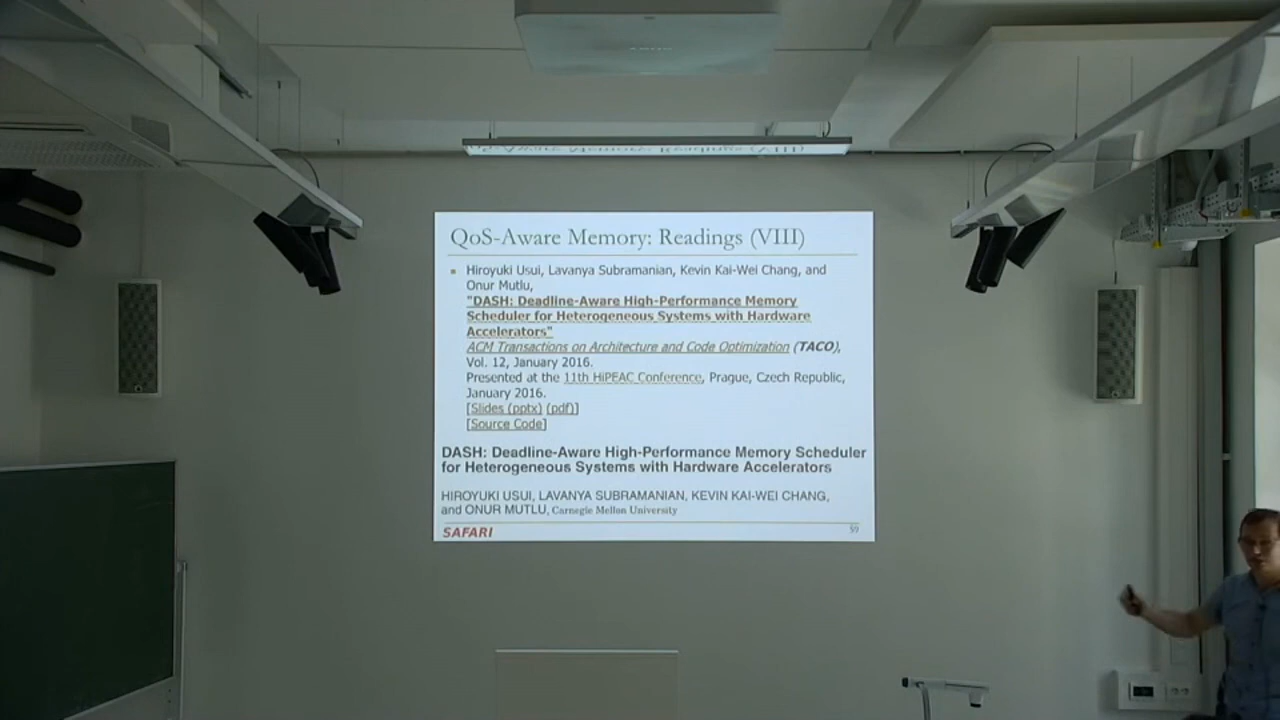 QoS-Aware Memory: Readings (VIII)
Hiroyuki Usui, Lavanya Subramanian, Kevin Kai-Wei Chang, and
Onur Mutlu,
"DASH: Deadline-Aware High-Performance Memory
Scheduler for Heterogeneous Systems with Hardware
Accelerators"
ACM Transactions on Architecture and Code Optimization (TACO),
Vol. 12, January 2016.
Presented at the 11th HiPEAC Conference, Prague, Czech Republic,
January 2016.
[Slides (pptx) (pdf)]
[Source Code]
DASH: Deadline-Aware High-Performance Memory Scheduler
for Heterogeneous Systems with Hardware Accelerators
HIROYUKI USUI, LAVANYA SUBRAMANIAN, KEVIN KAI-WEI CHANG,
and ONUR MUTLU, Carnegie Mellon University
SAFARI
59